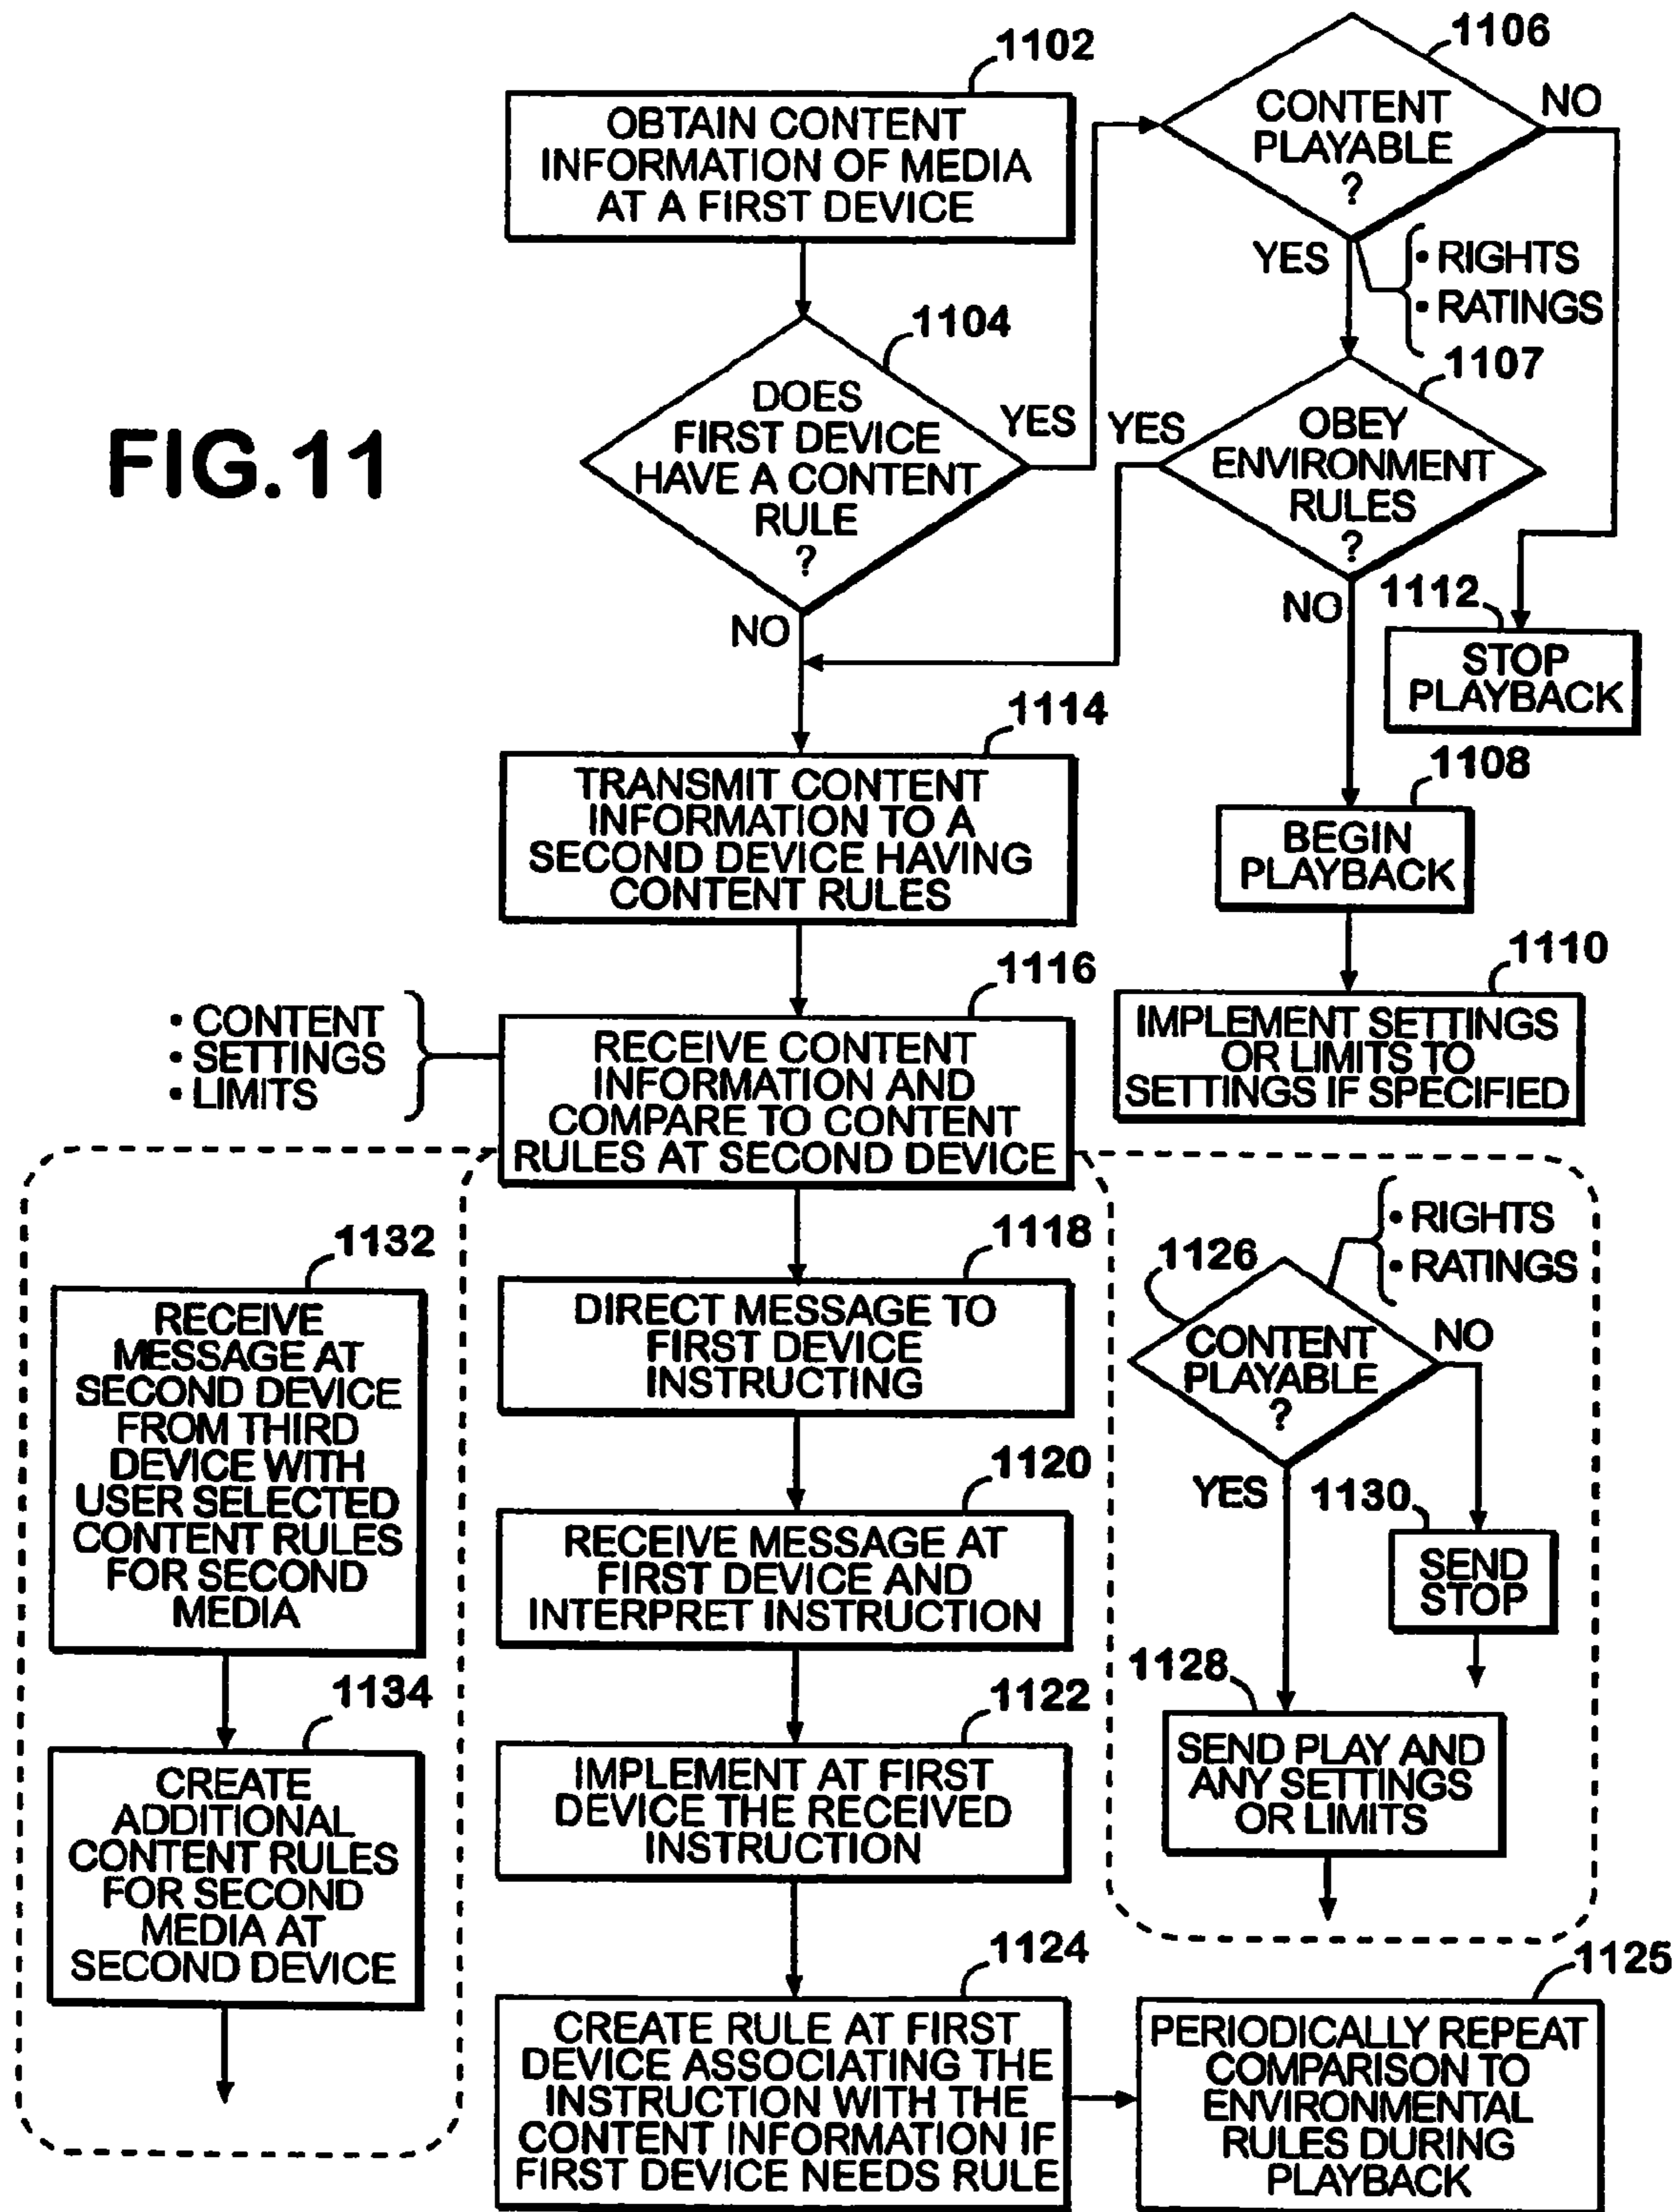 FIG.11
1102
OBTAIN CONTENT
INFORMATION OF MEDIA
AT A FIRST DEVICE
1104
DOES
FIRST DEVICE
HAVE A CONTENT
RULE
?
YES
NO
1106
CONTENT
PLAYABLE
?
NO
YES
• RIGHTS
• RATINGS
1107
OBEY
ENVIRONMENT
RULES
?
YES
NO
1112
STOP
PLAYBACK
1108
BEGIN
PLAYBACK
1110
IMPLEMENT SETTINGS
OR LIMITS TO
SETTINGS IF SPECIFIED
1114
TRANSMIT CONTENT
INFORMATION TO A
SECOND DEVICE HAVING
CONTENT RULES
1116
• CONTENT
• SETTINGS
• LIMITS
RECEIVE CONTENT
INFORMATION AND
COMPARE TO CONTENT
RULES AT SECOND DEVICE
1118
DIRECT MESSAGE TO
FIRST DEVICE
INSTRUCTING
1120
RECEIVE MESSAGE AT
FIRST DEVICE AND
INTERPRET INSTRUCTION
1122
IMPLEMENT AT FIRST
DEVICE THE RECEIVED
INSTRUCTION
1124
CREATE RULE AT FIRST
DEVICE ASSOCIATING THE
INSTRUCTION WITH THE
CONTENT INFORMATION IF
FIRST DEVICE NEEDS RULE
1125
PERIODICALLY REPEAT
COMPARISON TO
ENVIRONMENTAL
RULES DURING
PLAYBACK
1126
CONTENT
PLAYABLE
?
• RIGHTS
• RATINGS
NO
YES
1130
SEND
STOP
1128
SEND PLAY AND
ANY SETTINGS
OR LIMITS
1132
RECEIVE
MESSAGE AT
SECOND DEVICE
FROM THIRD
DEVICE WITH
USER SELECTED
CONTENT RULES
FOR SECOND
MEDIA
1134
CREATE
ADDITIONAL
CONTENT RULES
FOR SECOND
MEDIA AT
SECOND DEVICE